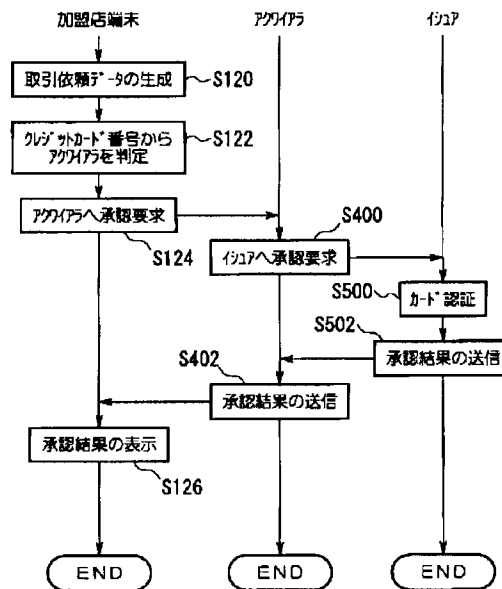 加盟店端末
アクワイアラ
イシュア
取引依頼データの生成
S120
クレジットカード番号から
アクワイアラを判定
S122
アクワイアラへ承認要求
S124
S400
イシュアへ承認要求
S500
カード認証
S502
承認結果の送信
S402
承認結果の送信
承認結果の表示
S126
END
END
END